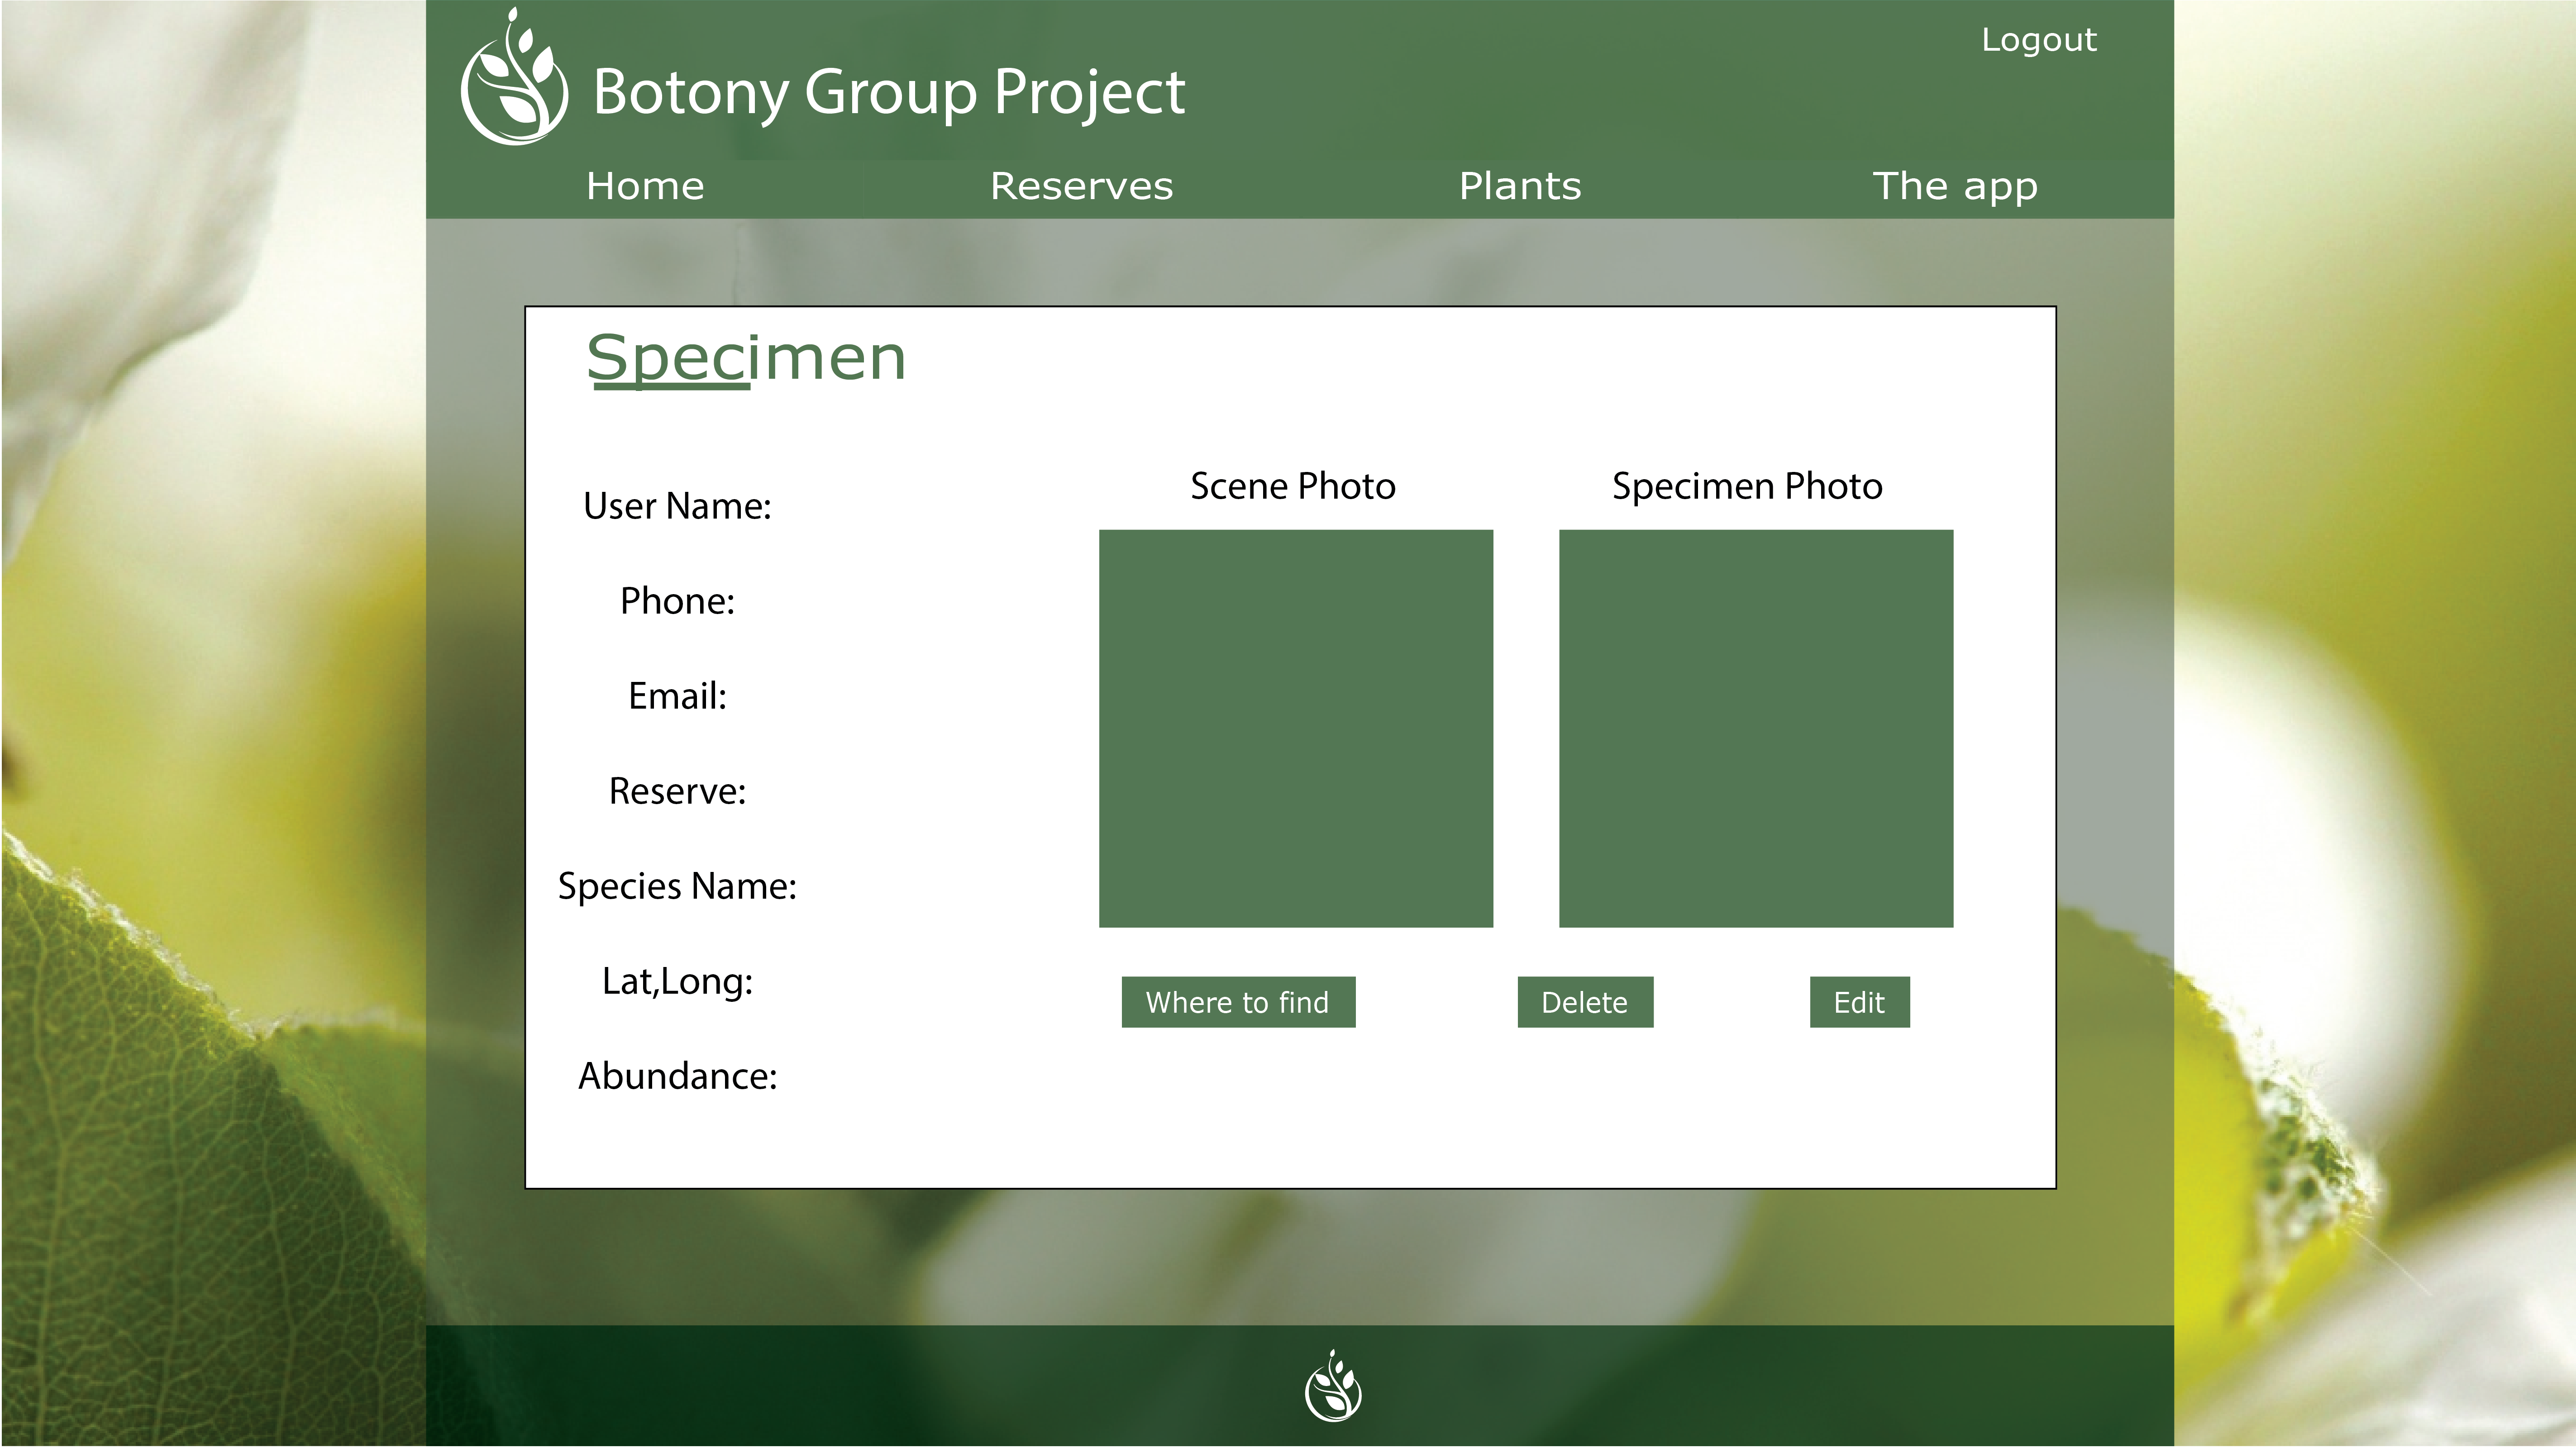 Logout
Botony Group Project
Home Reserves Plants The app
Specimen
Scene Photo Specimen Photo
User Name:
Phone:
Email:
Reserve:
Species Name:
Lat,Long:
Where to find Delete Edit
Abundance: